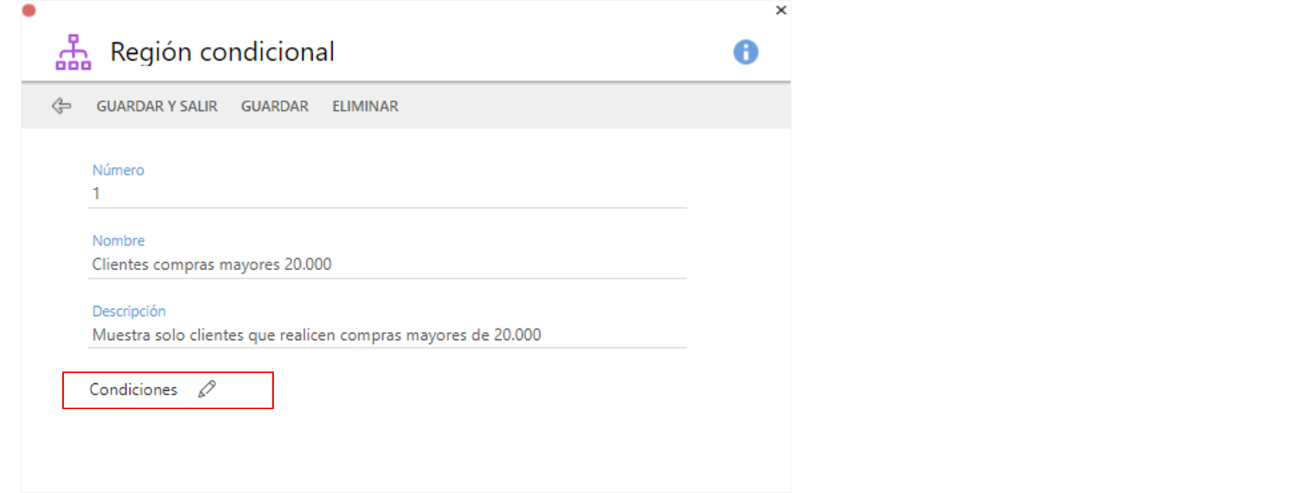 Región condicional
GUARDAR Y SALIR GUARDAR ELIMINAR
Número
1
Nombre
Clientes compras mayores 20.000
Descripción
Muestra solo clientes que realicen compras mayores de 20.000
Condiciones